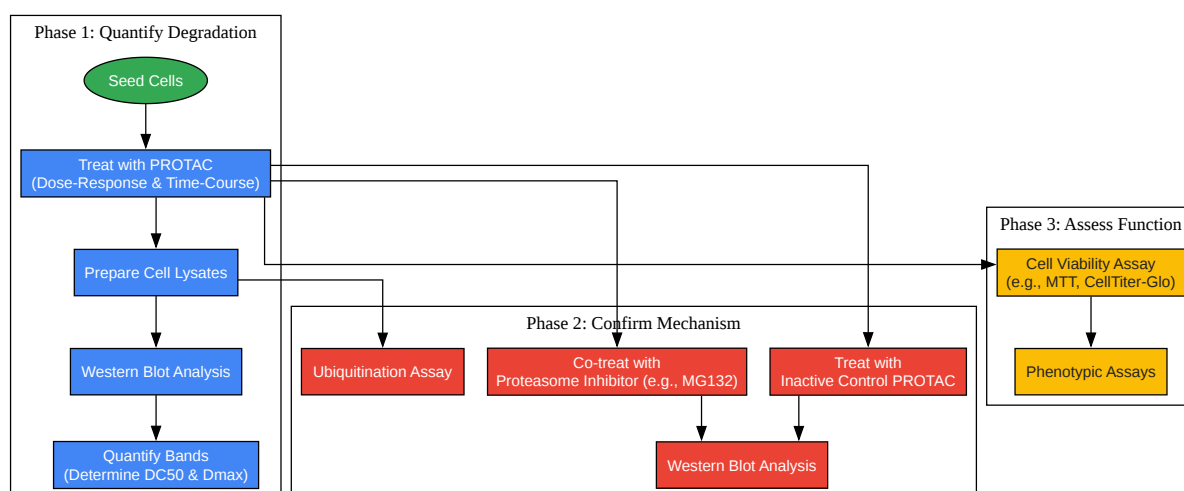 Phase 1: Quantify Degradation
Seed Cells
Treat with PROTAC
(Dose-Response & Time-Course)
Prepare Cell Lysates
Western Blot Analysis
Quantify Bands
(Determine DC50 & Dmax)
Phase 2: Confirm Mechanism
Ubiquitination Assay
Co-treat with
Proteasome Inhibitor (e.g., MG132)
Treat with
Inactive Control PROTAC
Western Blot Analysis
Phase 3: Assess Function
Cell Viability Assay
(e.g., MTT, CellTiter-Glo)
Phenotypic Assays